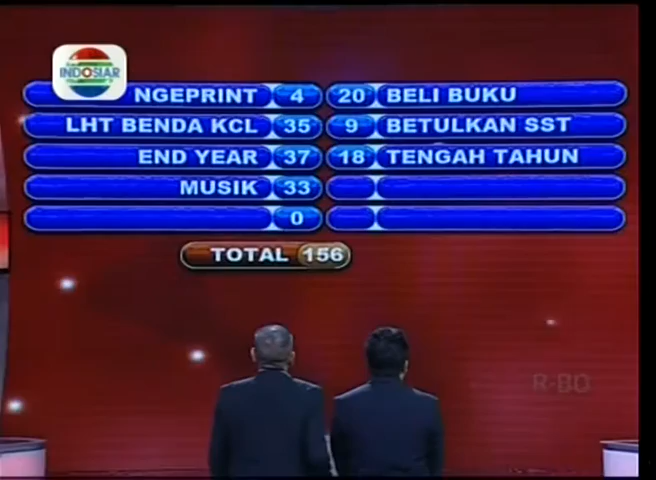 INDOSIAR
NGEPRINT 4 20 BELI BUKU
LHT BENDA KCL 35 9 BETULKAN SST
END YEAR 37 18 TENGAH TAHUN
MUSIK 33
0
TOTAL 156
R-BO